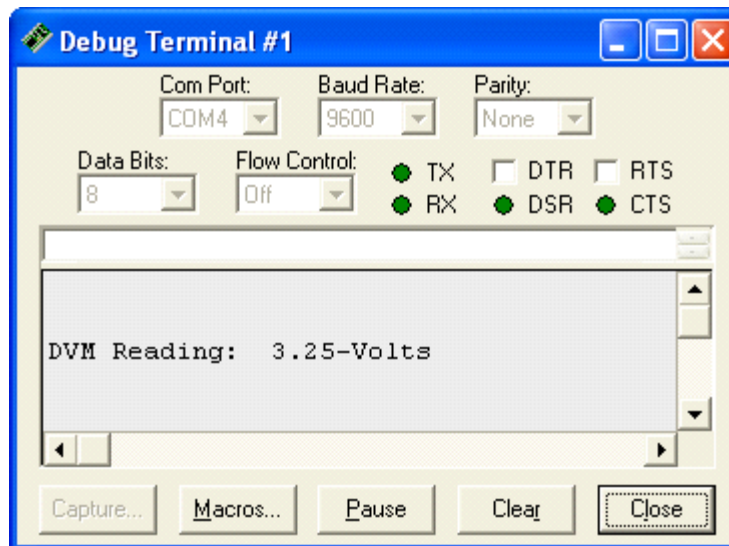 Debug Terminal #1
Com Port: Baud Rate: Parity:
COM4 9600 None
Data Bits: Flow Control: TX DTR RTS
8 Off RX DSR CTS
DVM Reading: 3.25-Volts
Capture... Macros... Pause Clear Close